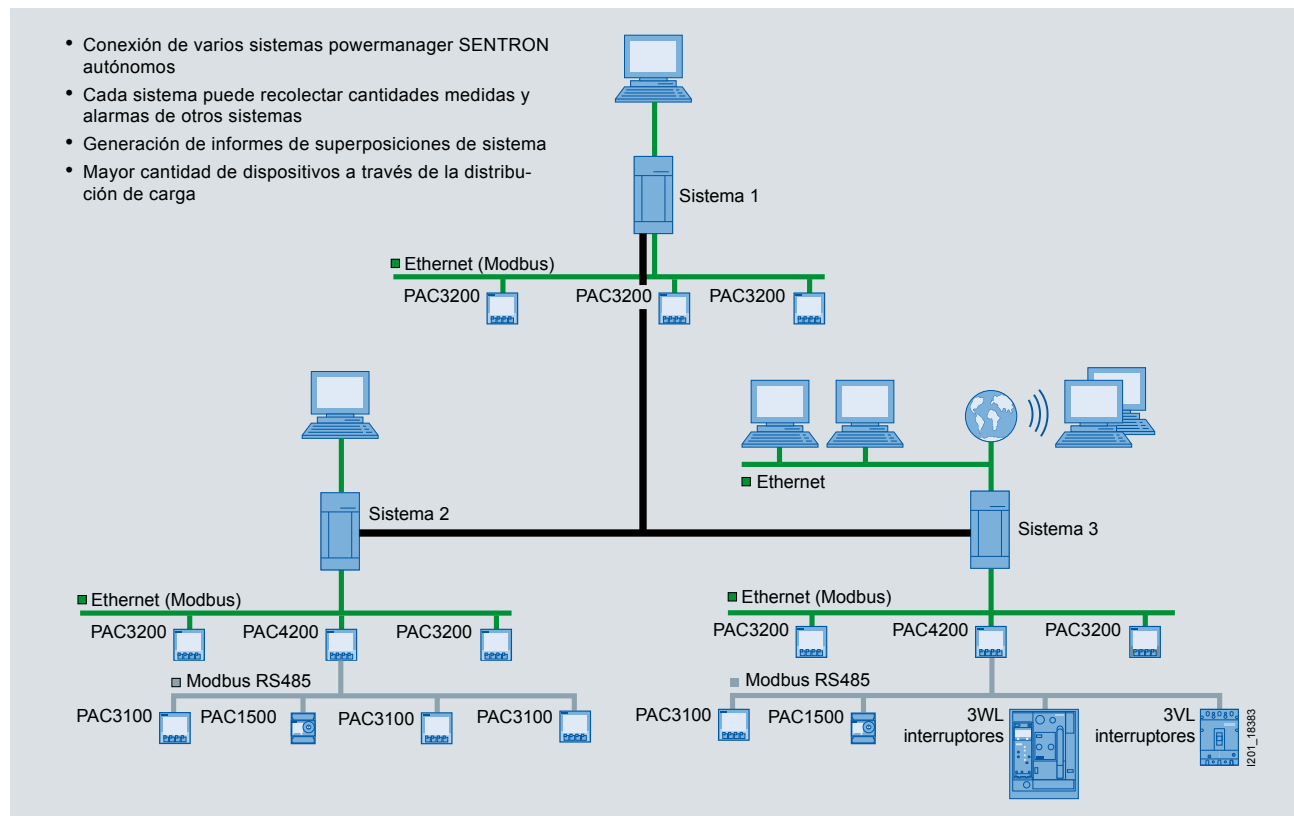 • Conexión de varios sistemas powermanager SENTRON
autónomos
• Cada sistema puede recolectar cantidades medidas y
alarmas de otros sistemas
• Generación de informes de superposiciones de sistema
• Mayor cantidad de dispositivos a través de la distribu-
ción de carga
Sistema 1
Ethernet (Modbus)
PAC3200 PAC3200 PAC3200
Ethernet
Sistema 2
Sistema 3
Ethernet (Modbus)
PAC3200 PAC4200 PAC3200
Modbus RS485
PAC3100 PAC1500 PAC3100 PAC3100
Ethernet (Modbus)
PAC3200 PAC4200 PAC3200
Modbus RS485
PAC3100 PAC1500
3WL
interruptores
3VL
interruptores
I201_18383